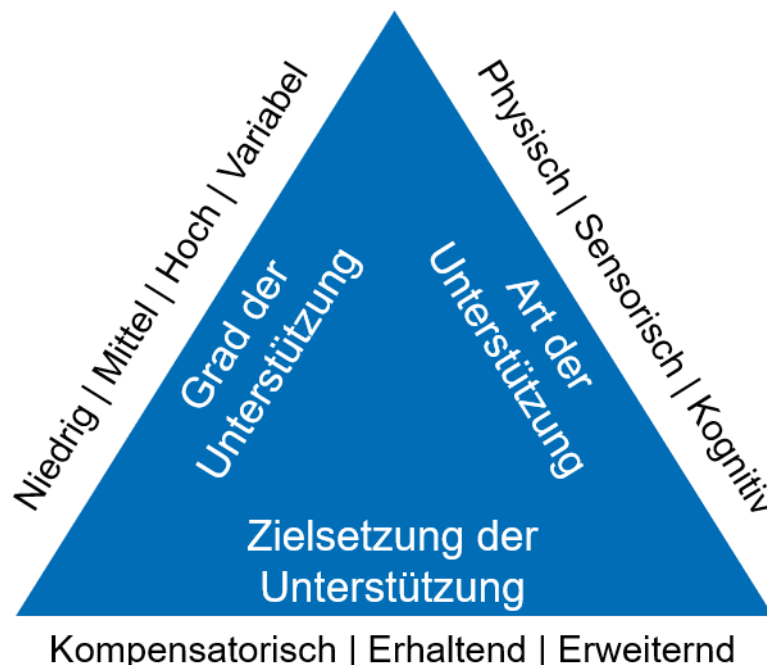 Niedrig | Mittel | Hoch | Variabel
Physisch | Sensorisch | Kognitiv
Grad der
Unterstützung
Art der
Unterstützung
Zielsetzung der
Unterstützung
Kompensatorisch | Erhaltend | Erweiternd